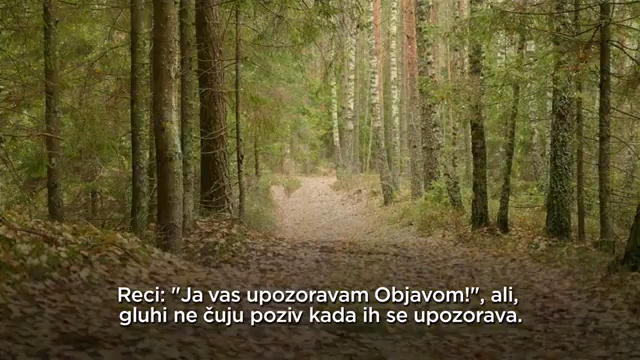 Reci: "Ja vas upozoravam Objavom!", ali,
gluhi ne čuju poziv kada ih se upozorava.